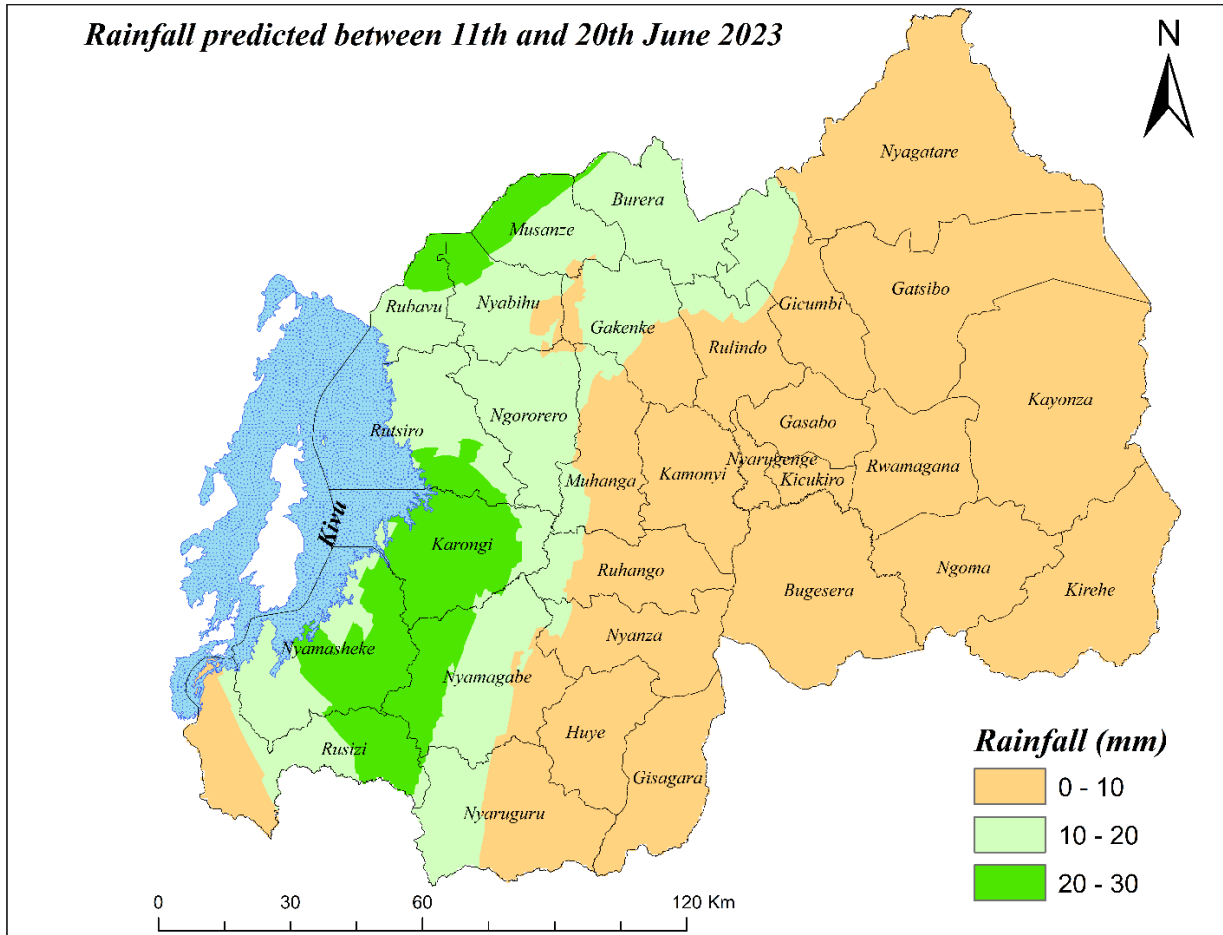 Rainfall predicted between 11th and 20th June 2023
N
Nyagatare
Burera
Musanze
Gatsibo
Ruhavu
Nyabihu
Gicumbi
Gakenke
Rulindo
Kayonza
Ngororero
Gasabo
Rutsiro
Nyarugenge
Rwamagana
Muhanga
Kamonyi
Kicukiro
Kivu
Karongi
Ruhango
Ngoma
Kirehe
Bugesera
Nyanza
Nyamasheke
Nyamagabe
Huye
Rusizi
Gisagara
Nyaruguru
Rainfall (mm)
0 - 10
10 - 20
20 - 30
0 30 60 120 Km